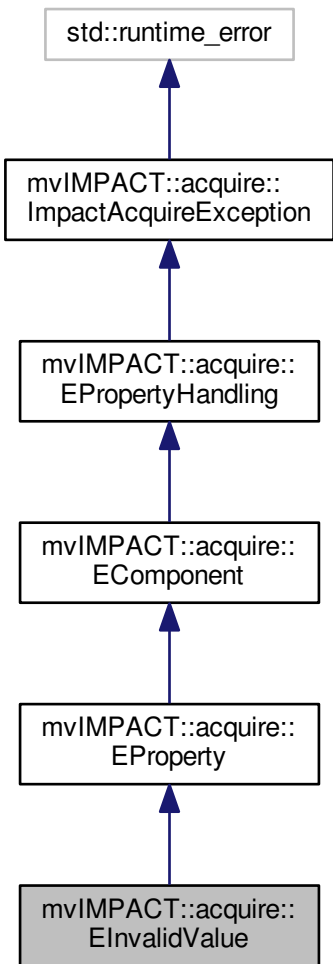 std::runtime_error
mvIMPACT::acquire::
ImpactAcquireException
mvIMPACT::acquire::
EPropertyHandling
mvIMPACT::acquire::
EComponent
mvIMPACT::acquire::
EProperty
mvIMPACT::acquire::
EInvalidValue